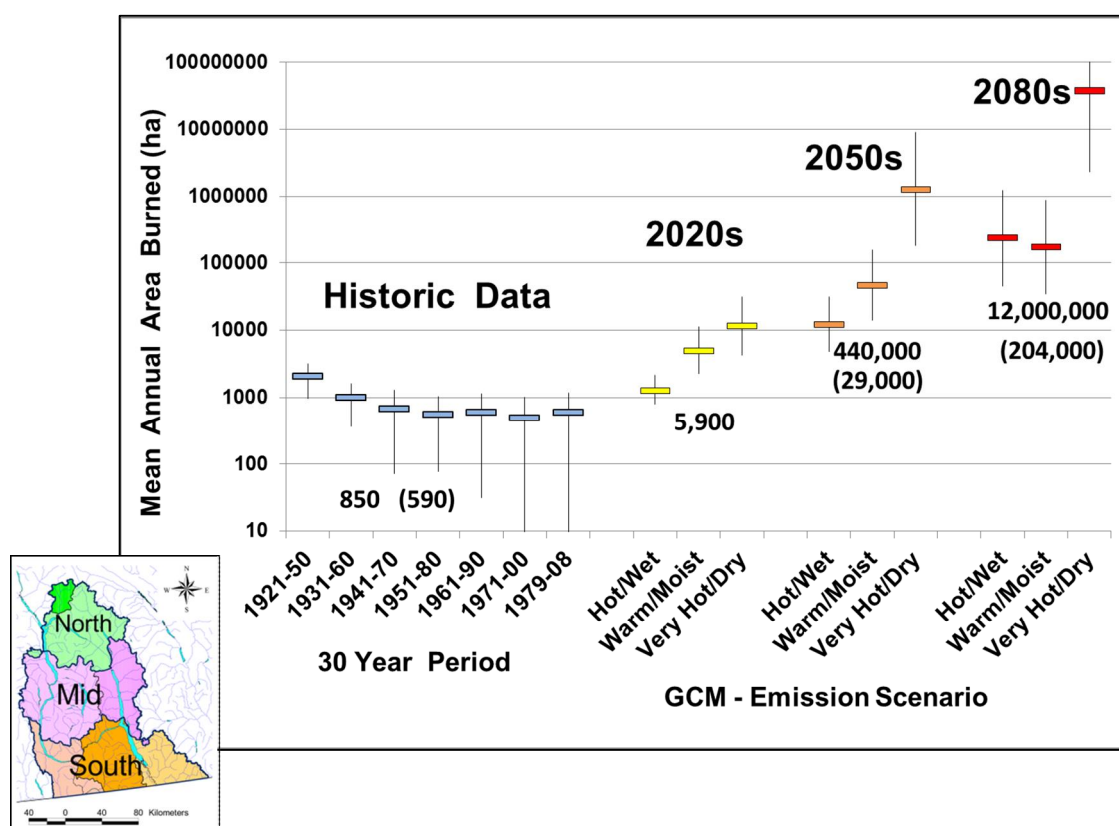 Mean Annual Area Burned (ha)
100000000
10000000
1000000
100000
10000
1000
100
10
Historic Data
2020s
2050s
2080s
850 (590)
5,900
440,000
(29,000)
12,000,000
(204,000)
1921-50
1931-60
1941-70
1951-80
1961-90
1971-00
1979-08
Hot/Wet
Warm/Moist
Very Hot/Dry
Hot/Wet
Warm/Moist
Very Hot/Dry
Hot/Wet
Warm/Moist
Very Hot/Dry
30 Year Period
GCM - Emission Scenario
N
W E
S
North
Mid
South
40 0 40 80 Kilometers